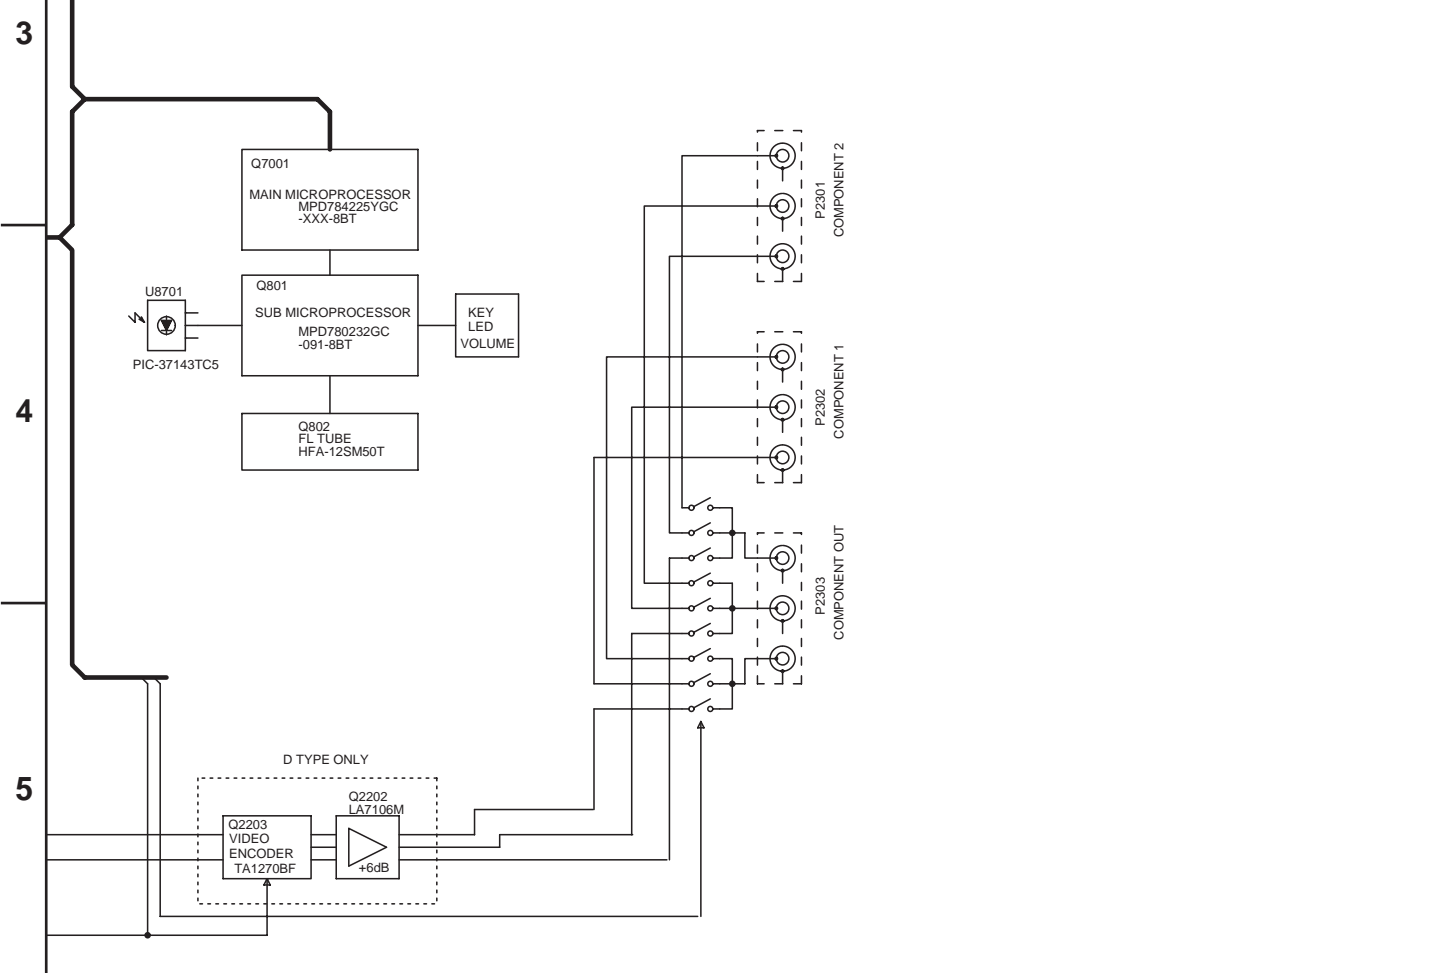 3
Q7001
MAIN MICROPROCESSOR
MPD784225YGC
-XXX-8BT
P2301
COMPONENT 2
Q801
SUB MICROPROCESSOR
MPD780232GC
-091-8BT
U8701
PIC-37143TC5
KEY
LED
VOLUME
4
Q802
FL TUBE
HFA-12SM50T
P2302
COMPONENT 1
P2303
COMPONENT OUT
5
D TYPE ONLY
Q2202
LA7106M
Q2203
VIDEO
ENCODER
TA1270BF
+6dB